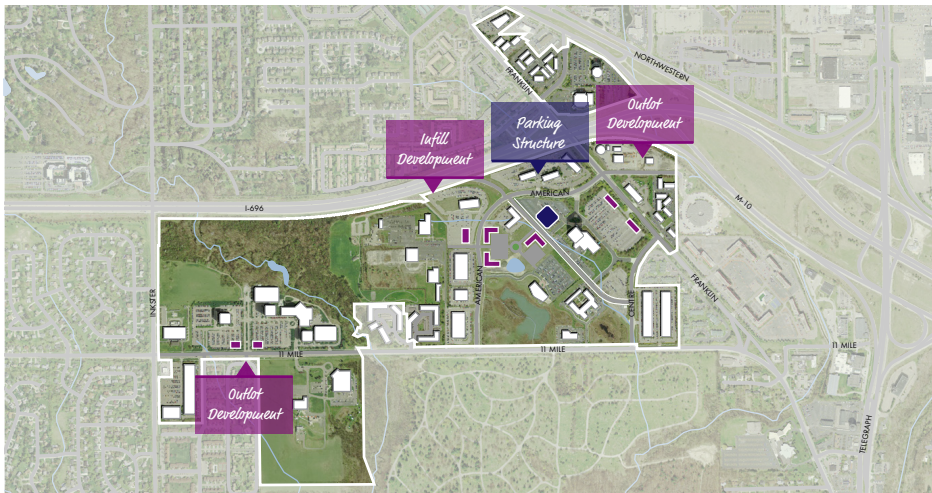 NORTHWESTERN
FRANKLIN
Outlot
Development
Parking
Structure
Infill
Development
AMERICAN
M-10
I-696
AMERICAN
FRANKLIN
INKSTER
CENTRE
11 MILE
11 MILE
11 MILE
Outlot
Development
TELEGRAPH